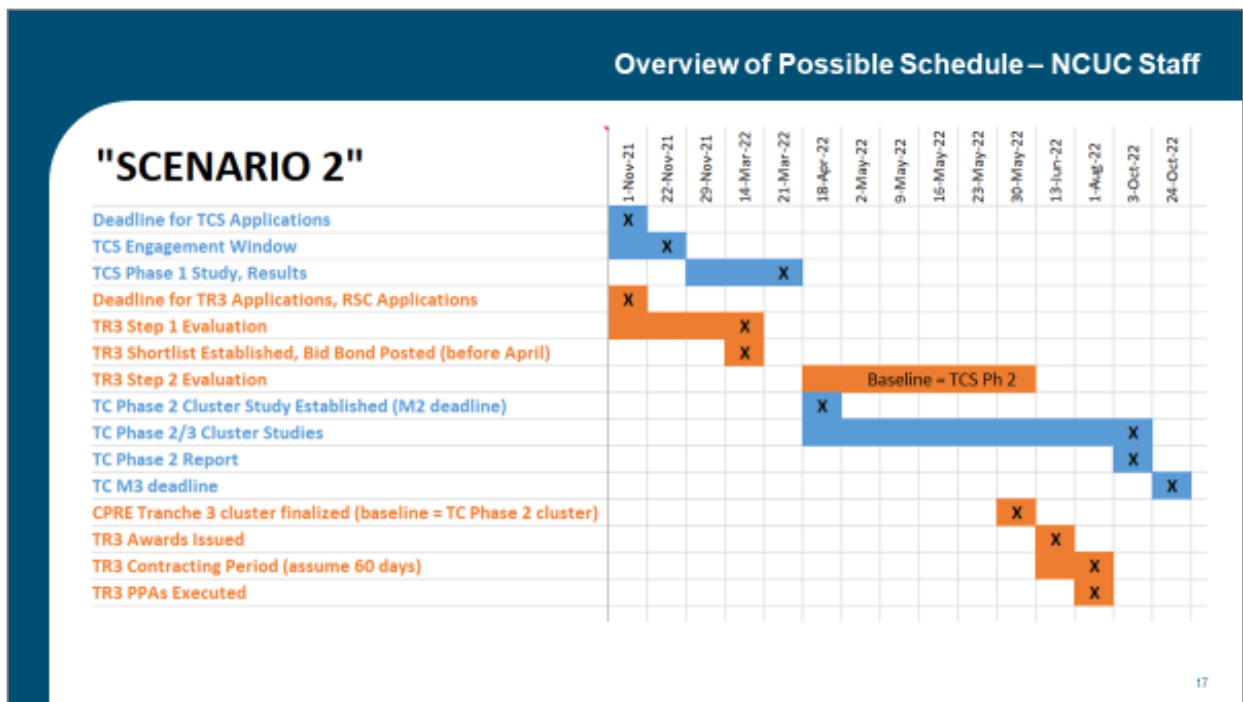 Overview of Possible Schedule – NCUC Staff
"SCENARIO 2"
1-Nov-21
22-Nov-21
29-Nov-21
14-Mar-22
21-Mar-22
18-Apr-22
2-May-22
9-May-22
16-May-22
23-May-22
30-May-22
13-Jun-22
1-Aug-22
3-Oct-22
24-Oct-22
Deadline for TCS Applications X
TCS Engagement Window X
TCS Phase 1 Study, Results X
Deadline for TR3 Applications, RSC Applications X
TR3 Step 1 Evaluation X
TR3 Shortlist Established, Bid Bond Posted (before April) X
TR3 Step 2 Evaluation Baseline = TCS Ph 2
TC Phase 2 Cluster Study Established (M2 deadline) X
TC Phase 2/3 Cluster Studies X
TC Phase 2 Report X
TC M3 deadline X
CPRE Tranche 3 cluster finalized (baseline = TC Phase 2 cluster) X
TR3 Awards Issued X
TR3 Contracting Period (assume 60 days) X
TR3 PPAs Executed X
17